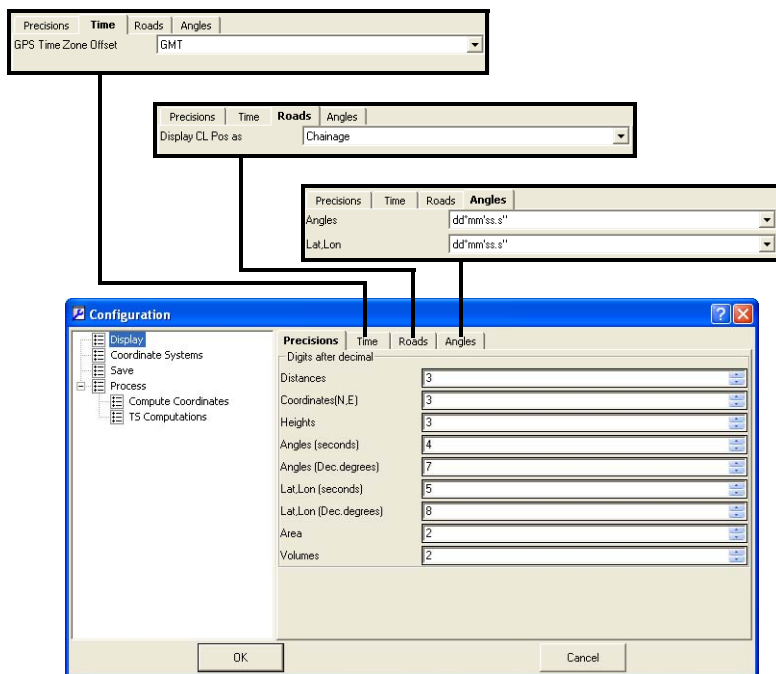 Precisions Time Roads Angles
GPS Time Zone Offset GMT
Precisions Time Roads Angles
Display CL Pos as Chainage
Precisions Time Roads Angles
Angles dd°mm'ss.s"
Lat,Lon dd°mm'ss.s"
Configuration
Display
Coordinate Systems
Save
Process
Compute Coordinates
TS Computations
Precisions Time Roads Angles
Digits after decimal
Distances 3
Coordinates(N,E) 3
Heights 3
Angles (seconds) 4
Angles (Dec.degrees) 7
Lat,Lon (seconds) 5
Lat,Lon (Dec.degrees) 8
Area 2
Volumes 2
OK Cancel